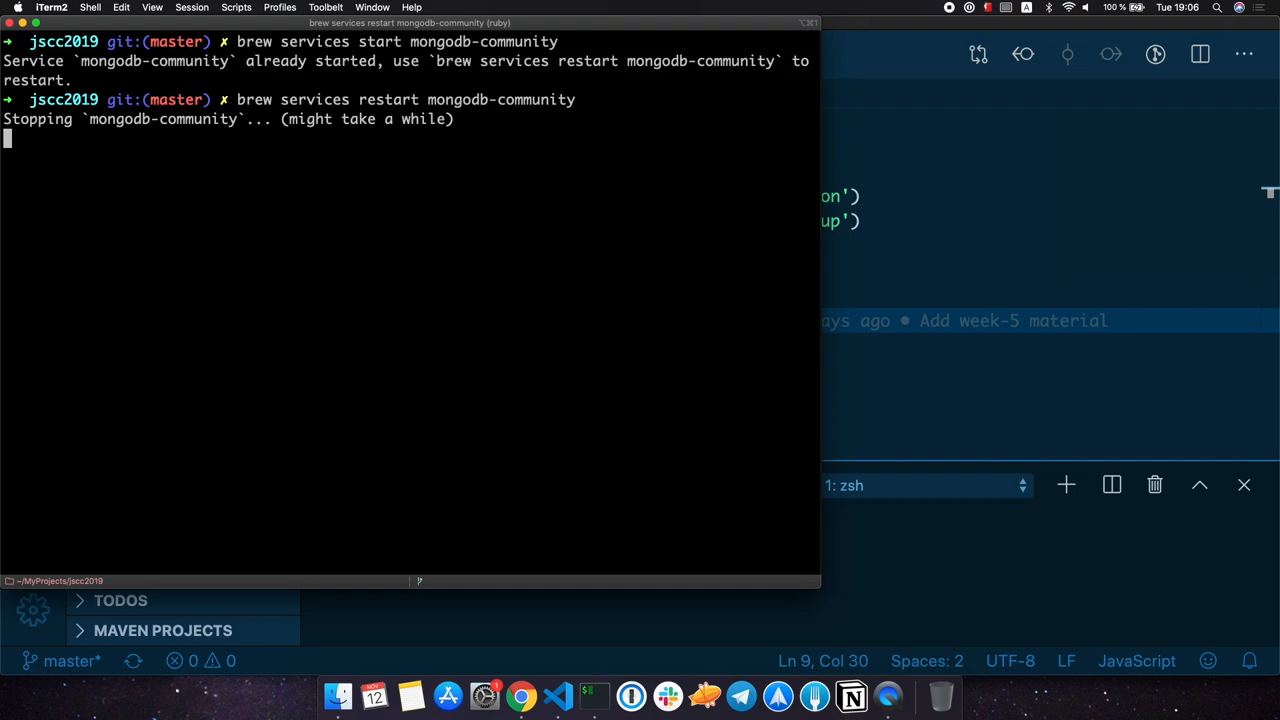 iTerm2 Shell Edit View Session Scripts Profiles Toolbelt Window Help A 100 % Tue 19:06
brew services restart mongodb-community (ruby) ⌥⌘1
➜ jscc2019 git:(master) ✗ brew services start mongodb-community
Service `mongodb-community` already started, use `brew services restart mongodb-community` to
restart.
➜ jscc2019 git:(master) ✗ brew services restart mongodb-community
Stopping `mongodb-community`... (might take a while)
on')
up')
ays ago • Add week-5 material
1: zsh
~/MyProjects/jscc2019
TODOS
MAVEN PROJECTS
master* 0 0 Ln 9, Col 30 Spaces: 2 UTF-8 LF JavaScript
NOV
12
1
$
N